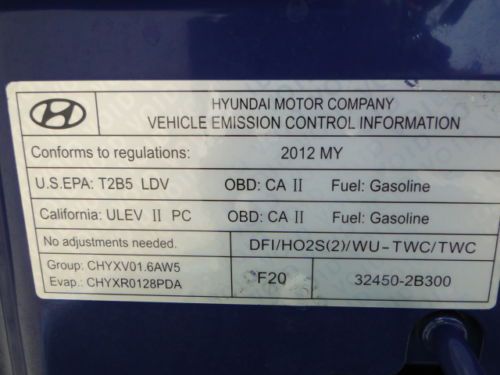 HYUNDAI MOTOR COMPANY
VEHICLE EMISSION CONTROL INFORMATION
Conforms to regulations: 2012 MY
U.S.EPA: T2B5 LDV OBD: CA II Fuel: Gasoline
California: ULEV II PC OBD: CA II Fuel: Gasoline
No adjustments needed. DFI/HO2S(2)/WU-TWC/TWC
Group: CHYXV01.6AW5
Evap.: CHYXR0128PDA
F20 32450-2B300